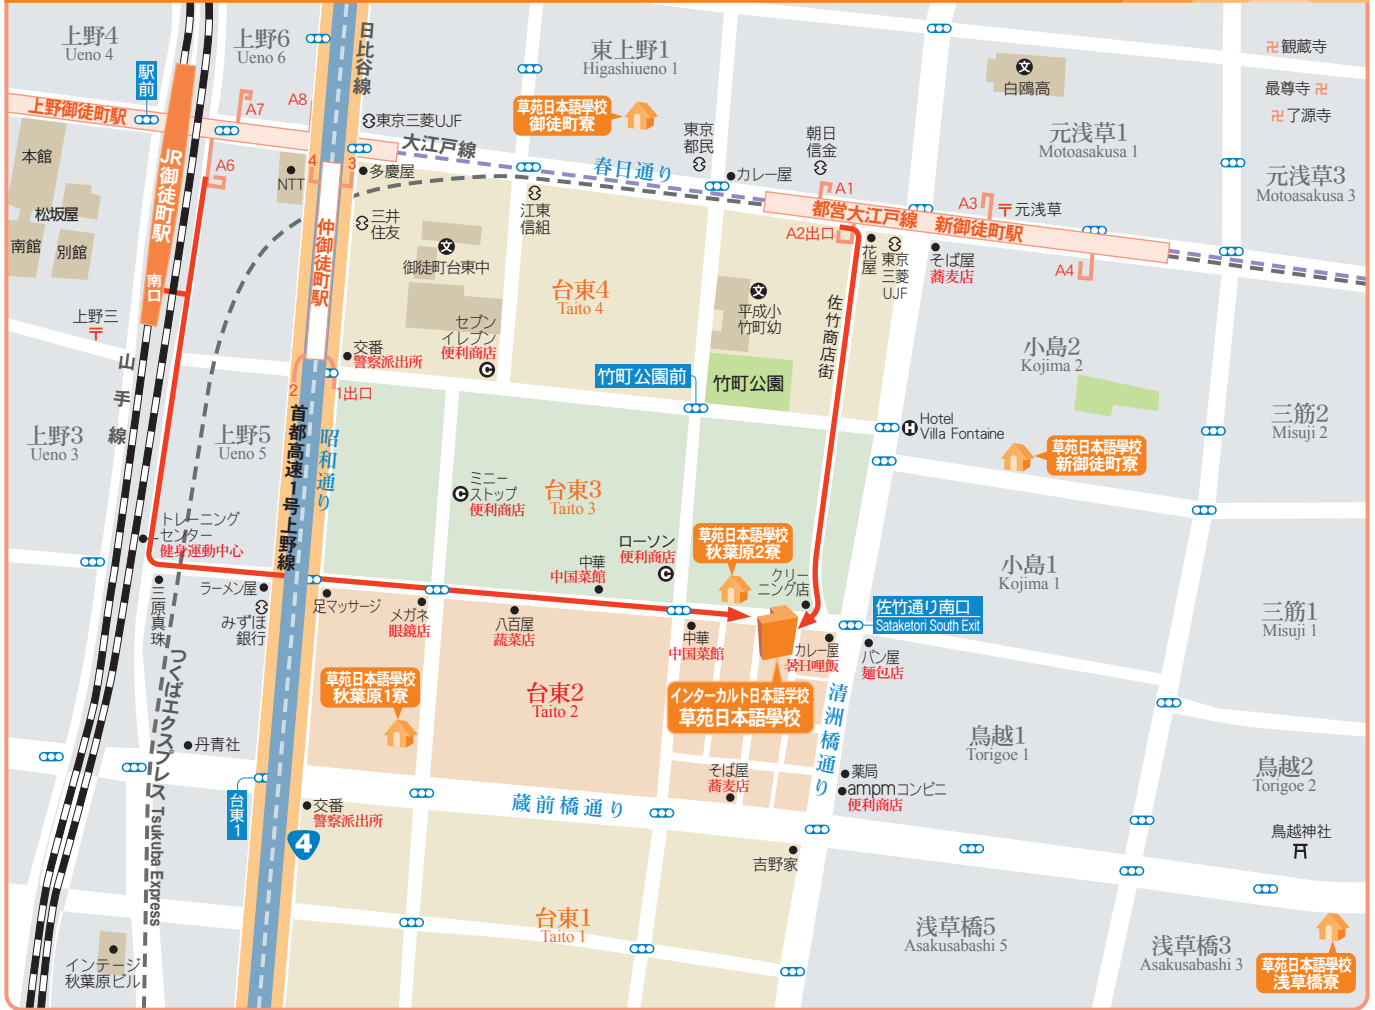 上野4
Ueno 4
上野6
Ueno 6
日比谷線
東上野1
Higashiueno 1
白鴎高
卍観蔵寺
最尊寺卍
卍了源寺
駅前
上野御徒町駅
A7
A8
東京三菱UJF
草苑日本語學校
御徒町寮
東京
都民
朝日
信金
元浅草1
Motoasakusa 1
元浅草3
Motoasakusa 3
本館
松坂屋
南館
別館
JR御徒町駅
南口
A6
NTT
4
3
多慶屋
大江戸線
春日通り
カレー屋
A1
都営大江戸線 新御徒町駅
A2出口
A3
〒元浅草
A4
三井
住友
仲御徒町駅
江東
信組
文
御徒町台東中
花屋
東京
三菱
UJF
そば屋
蕎麦店
台東4
Taito 4
文
平成小
竹町幼
佐竹商店街
上野三
〒
山手線
交番
警察派出所
セブン
イレブン
便利商店
C
小島2
Kojima 2
2
1出口
竹町公園前
竹町公園
上野3
Ueno 3
上野5
Ueno 5
首都高速1号上野線
昭和通り
H
Hotel
Villa Fontaine
三筋2
Misuji 2
草苑日本語學校
新御徒町寮
ミニー
ストップ
便利商店
C
台東3
Taito 3
トレーニング
センター
健身運動中心
中華
中国菜館
ローソン
便利商店
C
草苑日本語學校
秋葉原2寮
クリー
ニング店
小島1
Kojima 1
三原真珠
ラーメン屋
みずほ
銀行
足マッサージ
メガネ
眼鏡店
八百屋
蔬菜店
中華
中国菜館
カレー屋
佐竹通り南口
Sataketori South Exit
パン屋
麺包店
三筋1
Misuji 1
つくばエクスプレス Tsukuba Express
草苑日本語學校
秋葉原1寮
台東2
Taito 2
インターカルト日本語学校
草苑日本語學校
清洲橋通り
鳥越1
Torigoe 1
鳥越2
Torigoe 2
丹青社
台東1
交番
警察派出所
4
蔵前橋通り
そば屋
蕎麦店
薬局
ampmコンビニ
便利商店
鳥越神社
吉野家
台東1
Taito 1
浅草橋5
Asakusabashi 5
浅草橋3
Asakusabashi 3
草苑日本語學校
浅草橋寮
インテージ
秋葉原ビル